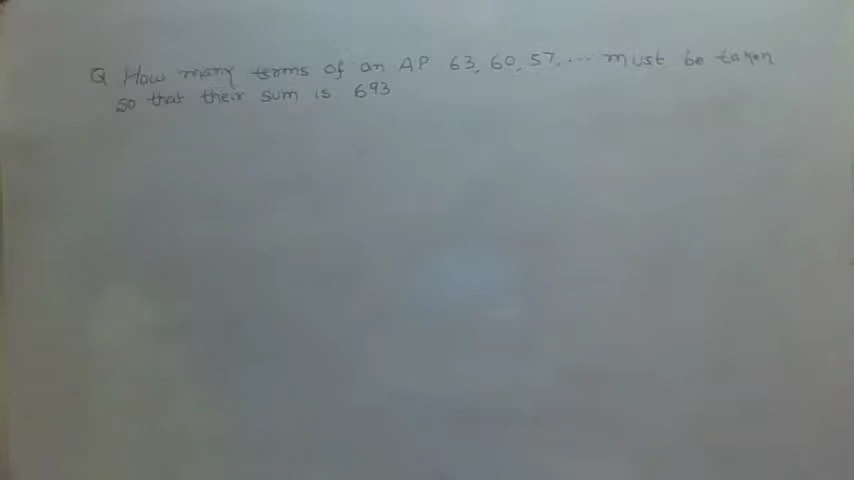 Q How many terms of an AP 63, 60, 57, ... must be taken
so that their sum is 693